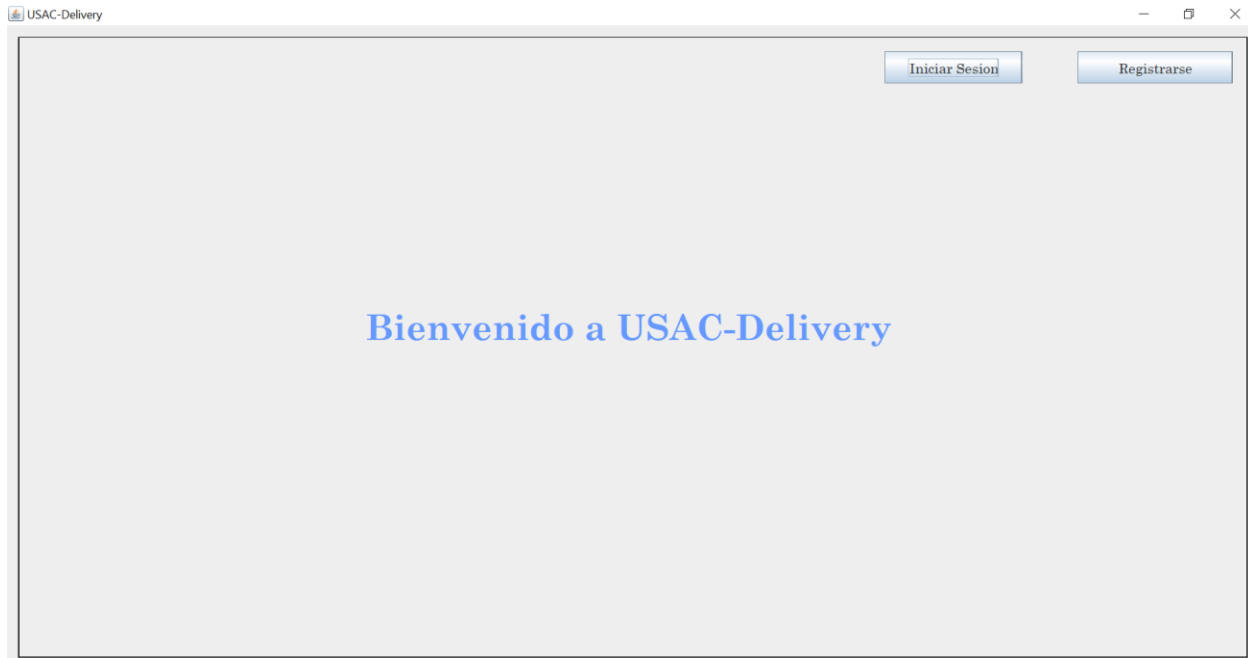 USAC-Delivery
Iniciar Sesion
Registrarse
Bienvenido a USAC-Delivery